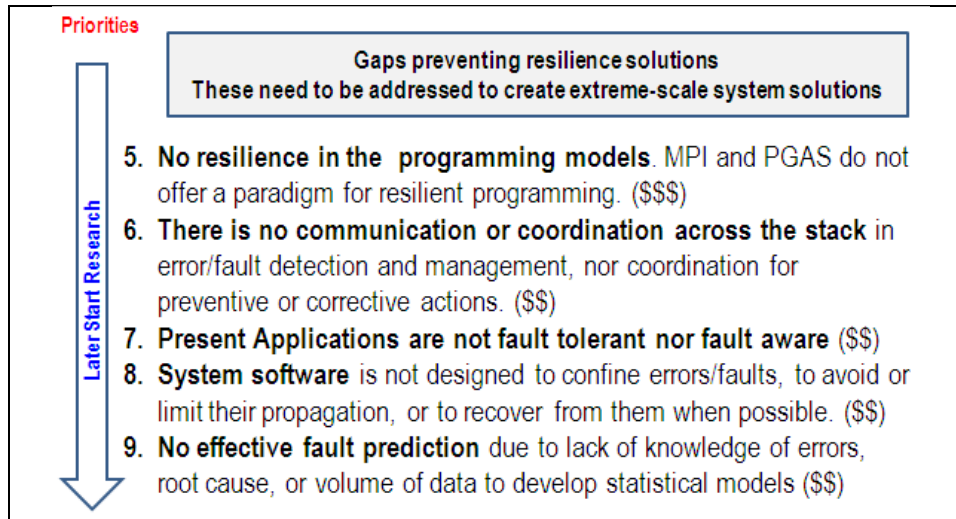 Priorities
Gaps preventing resilience solutions
These need to be addressed to create extreme-scale system solutions
Later Start Research
5. No resilience in the programming models. MPI and PGAS do not
offer a paradigm for resilient programming. ($$$)
6. There is no communication or coordination across the stack in
error/fault detection and management, nor coordination for
preventive or corrective actions. ($$)
7. Present Applications are not fault tolerant nor fault aware ($$)
8. System software is not designed to confine errors/faults, to avoid or
limit their propagation, or to recover from them when possible. ($$)
9. No effective fault prediction due to lack of knowledge of errors,
root cause, or volume of data to develop statistical models ($$)